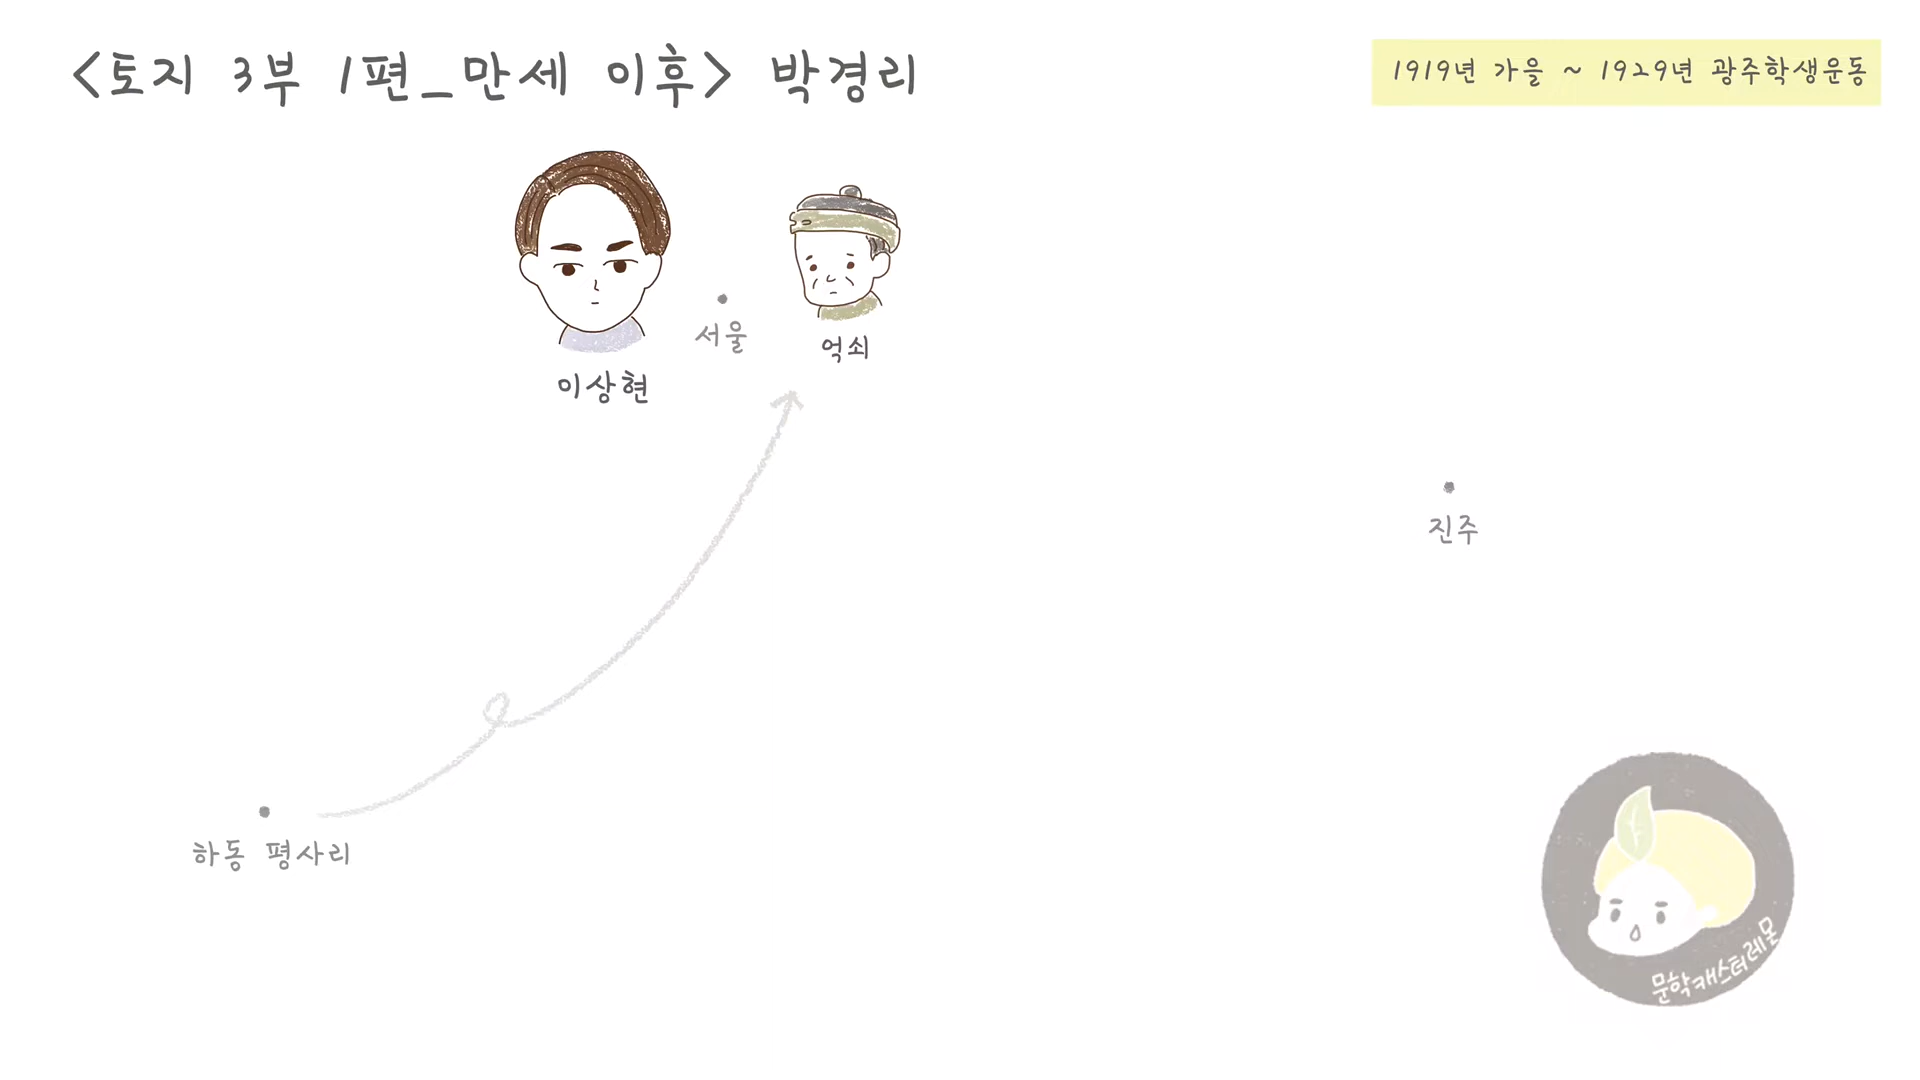 <토지 3부 1편_만세 이후> 박경리
1919년 가을 ~ 1929년 광주학생운동
서울
억쇠
이상현
진주
하동 평사리
문학캐스터레몬